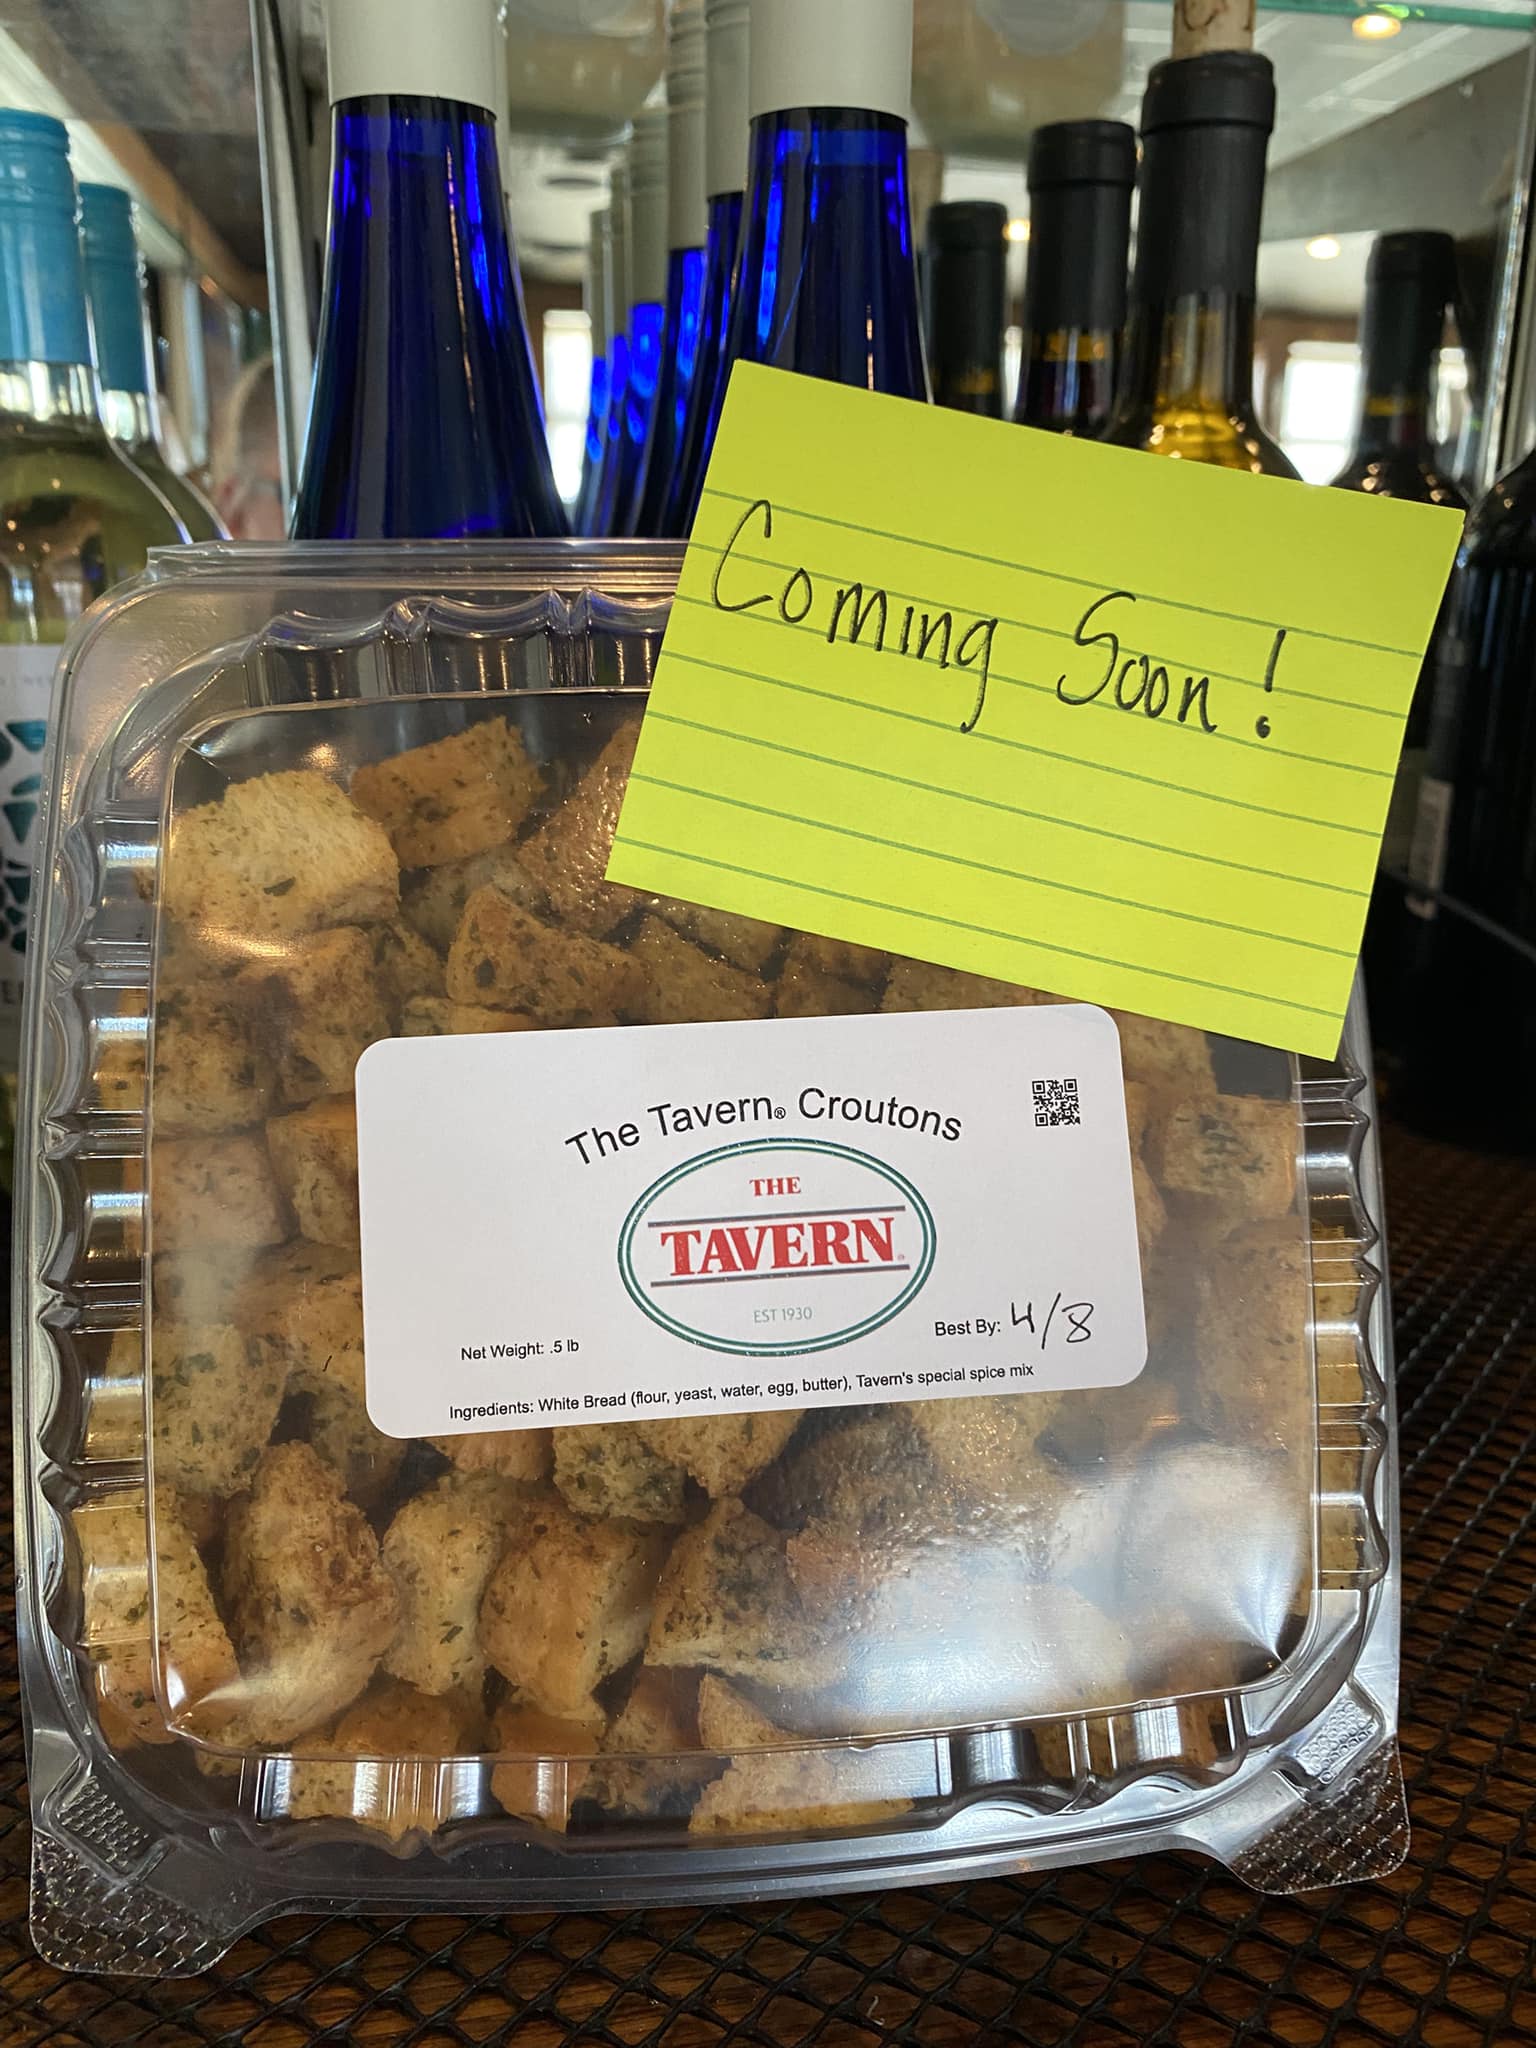 Coming Soon!
The Tavern® Croutons
THE
TAVERN®
EST 1930
Net Weight: .5 lb
Best By: 4/8
Ingredients: White Bread (flour, yeast, water, egg, butter), Tavern's special spice mix